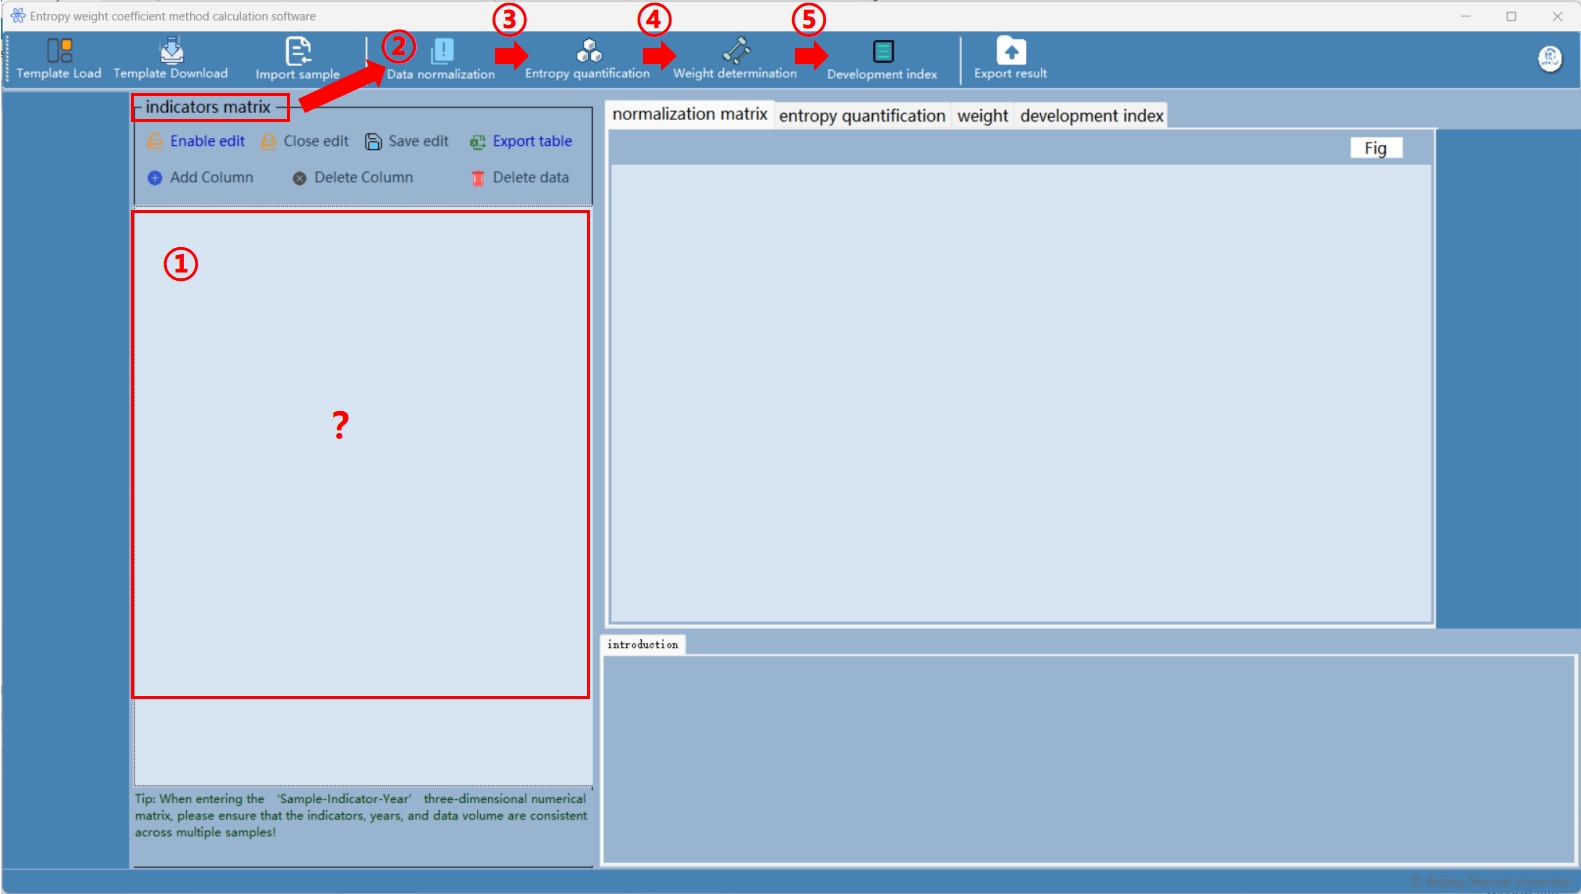 Entropy weight coefficient method calculation software
Template Load Template Download Import sample ② Data normalization ③ Entropy quantification ④ Weight determination ⑤ Development index Export result
indicators matrix
Enable edit Close edit Save edit Export table
Add Column Delete Column Delete data
①
?
Tip: When entering the 'Sample-Indicator-Year' three-dimensional numerical
matrix, please ensure that the indicators, years, and data volume are consistent
across multiple samples!
normalization matrix entropy quantification weight development index
Fig
introduction
© Beijing Normal University